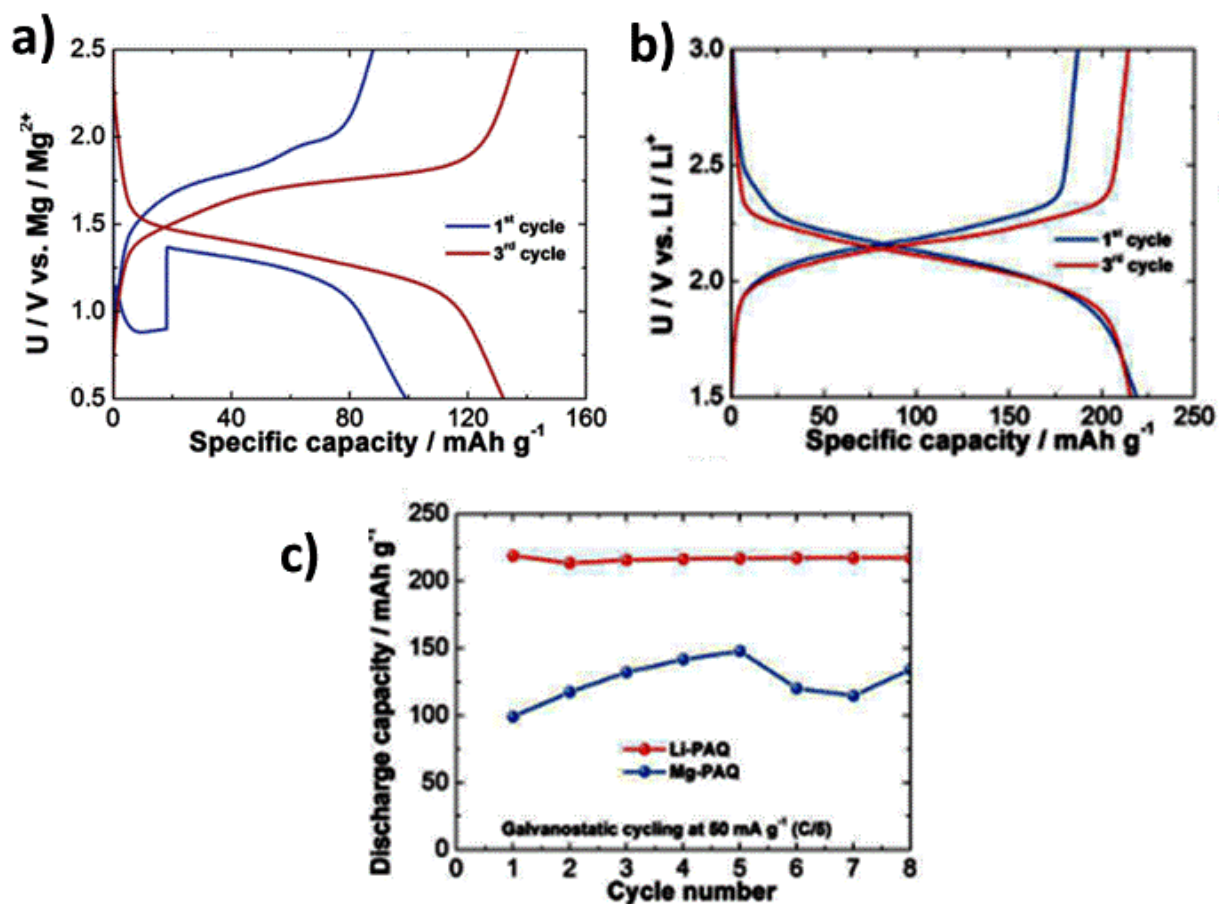 a)
2.5
2.0
1.5
1.0
0.5
U / V vs. Mg / Mg²⁺
1ˢᵗ cycle
3ʳᵈ cycle
0 40 80 120 160
Specific capacity / mAh g⁻¹
b)
3.0
2.5
2.0
1.5
U / V vs. Li / Li⁺
1ˢᵗ cycle
3ʳᵈ cycle
0 50 100 150 200 250
Specific capacity / mAh g⁻¹
c)
250
200
150
100
50
0
Discharge capacity / mAh g⁻¹
Li-PAQ
Mg-PAQ
Galvanostatic cycling at 50 mA g⁻¹ (C/5)
0 1 2 3 4 5 6 7 8
Cycle number